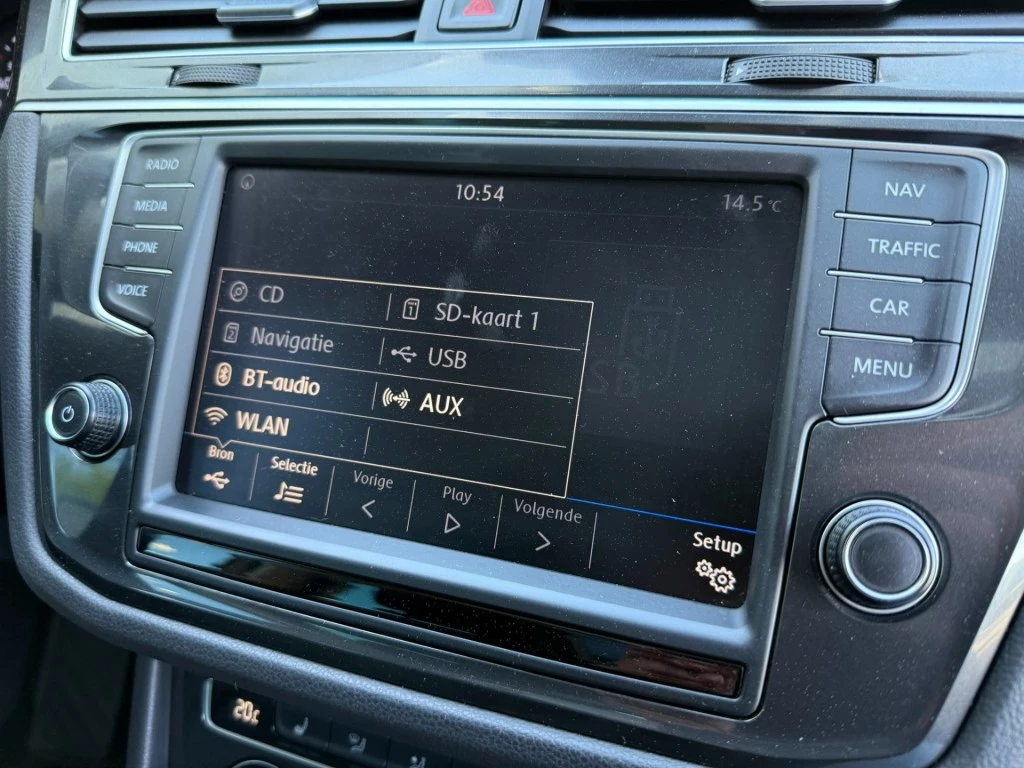 RADIO
MEDIA
PHONE
VOICE
10:54
14.5 °C
CD
SD-kaart 1
Navigatie
USB
BT-audio
AUX
WLAN
Bron
Selectie
Vorige
Play
Volgende
Setup
NAV
TRAFFIC
CAR
MENU